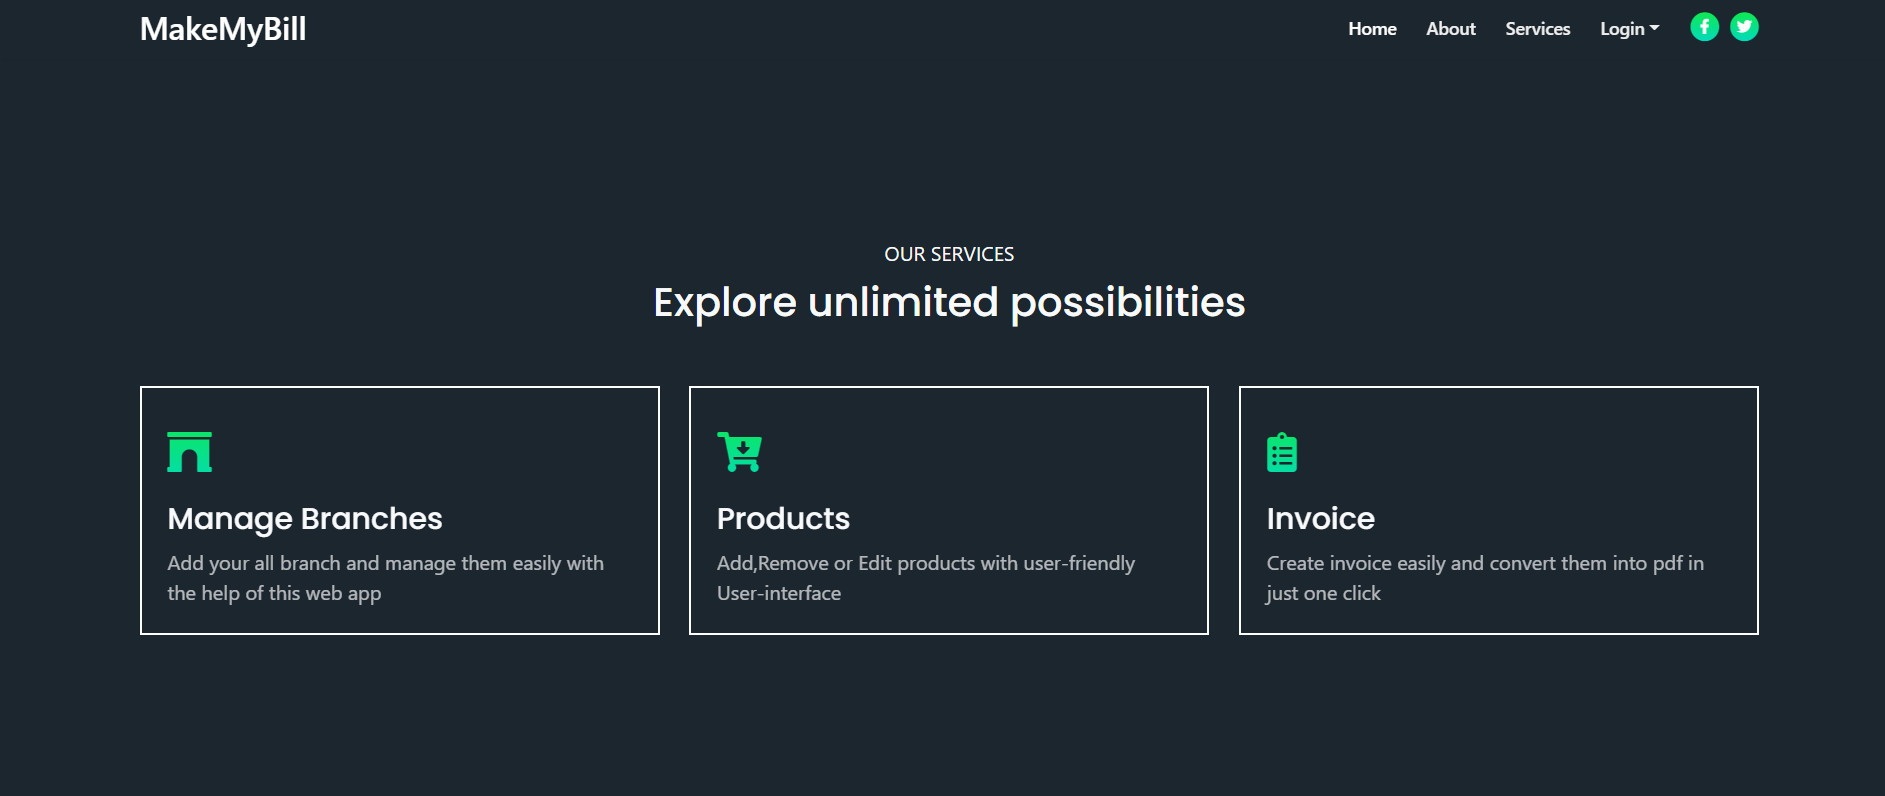 MakeMyBill
Home About Services Login
OUR SERVICES
Explore unlimited possibilities
Manage Branches
Add your all branch and manage them easily with
the help of this web app
Products
Add,Remove or Edit products with user-friendly
User-interface
Invoice
Create invoice easily and convert them into pdf in
just one click